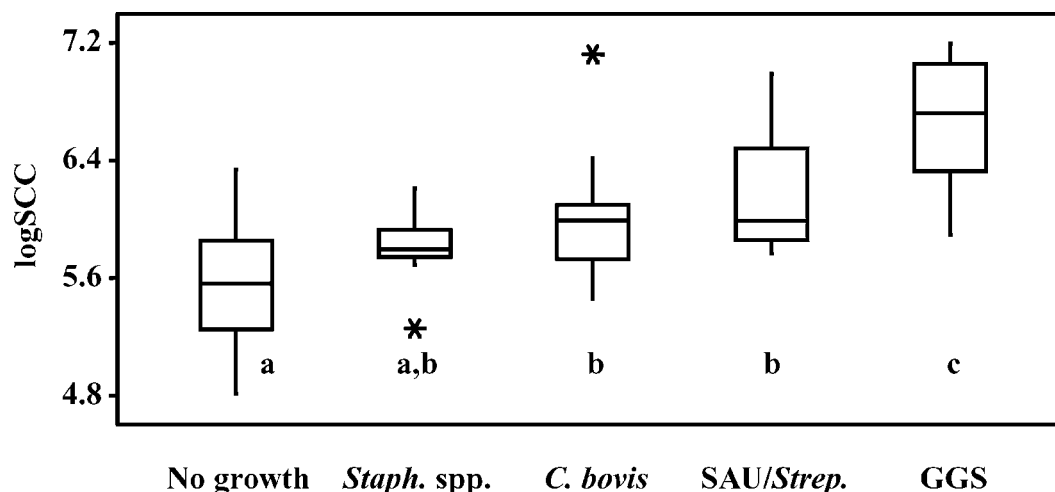 7.2
6.4
5.6
4.8
logSCC
a a,b b b c
No growth Staph. spp. C. bovis SAU/Strep. GGS